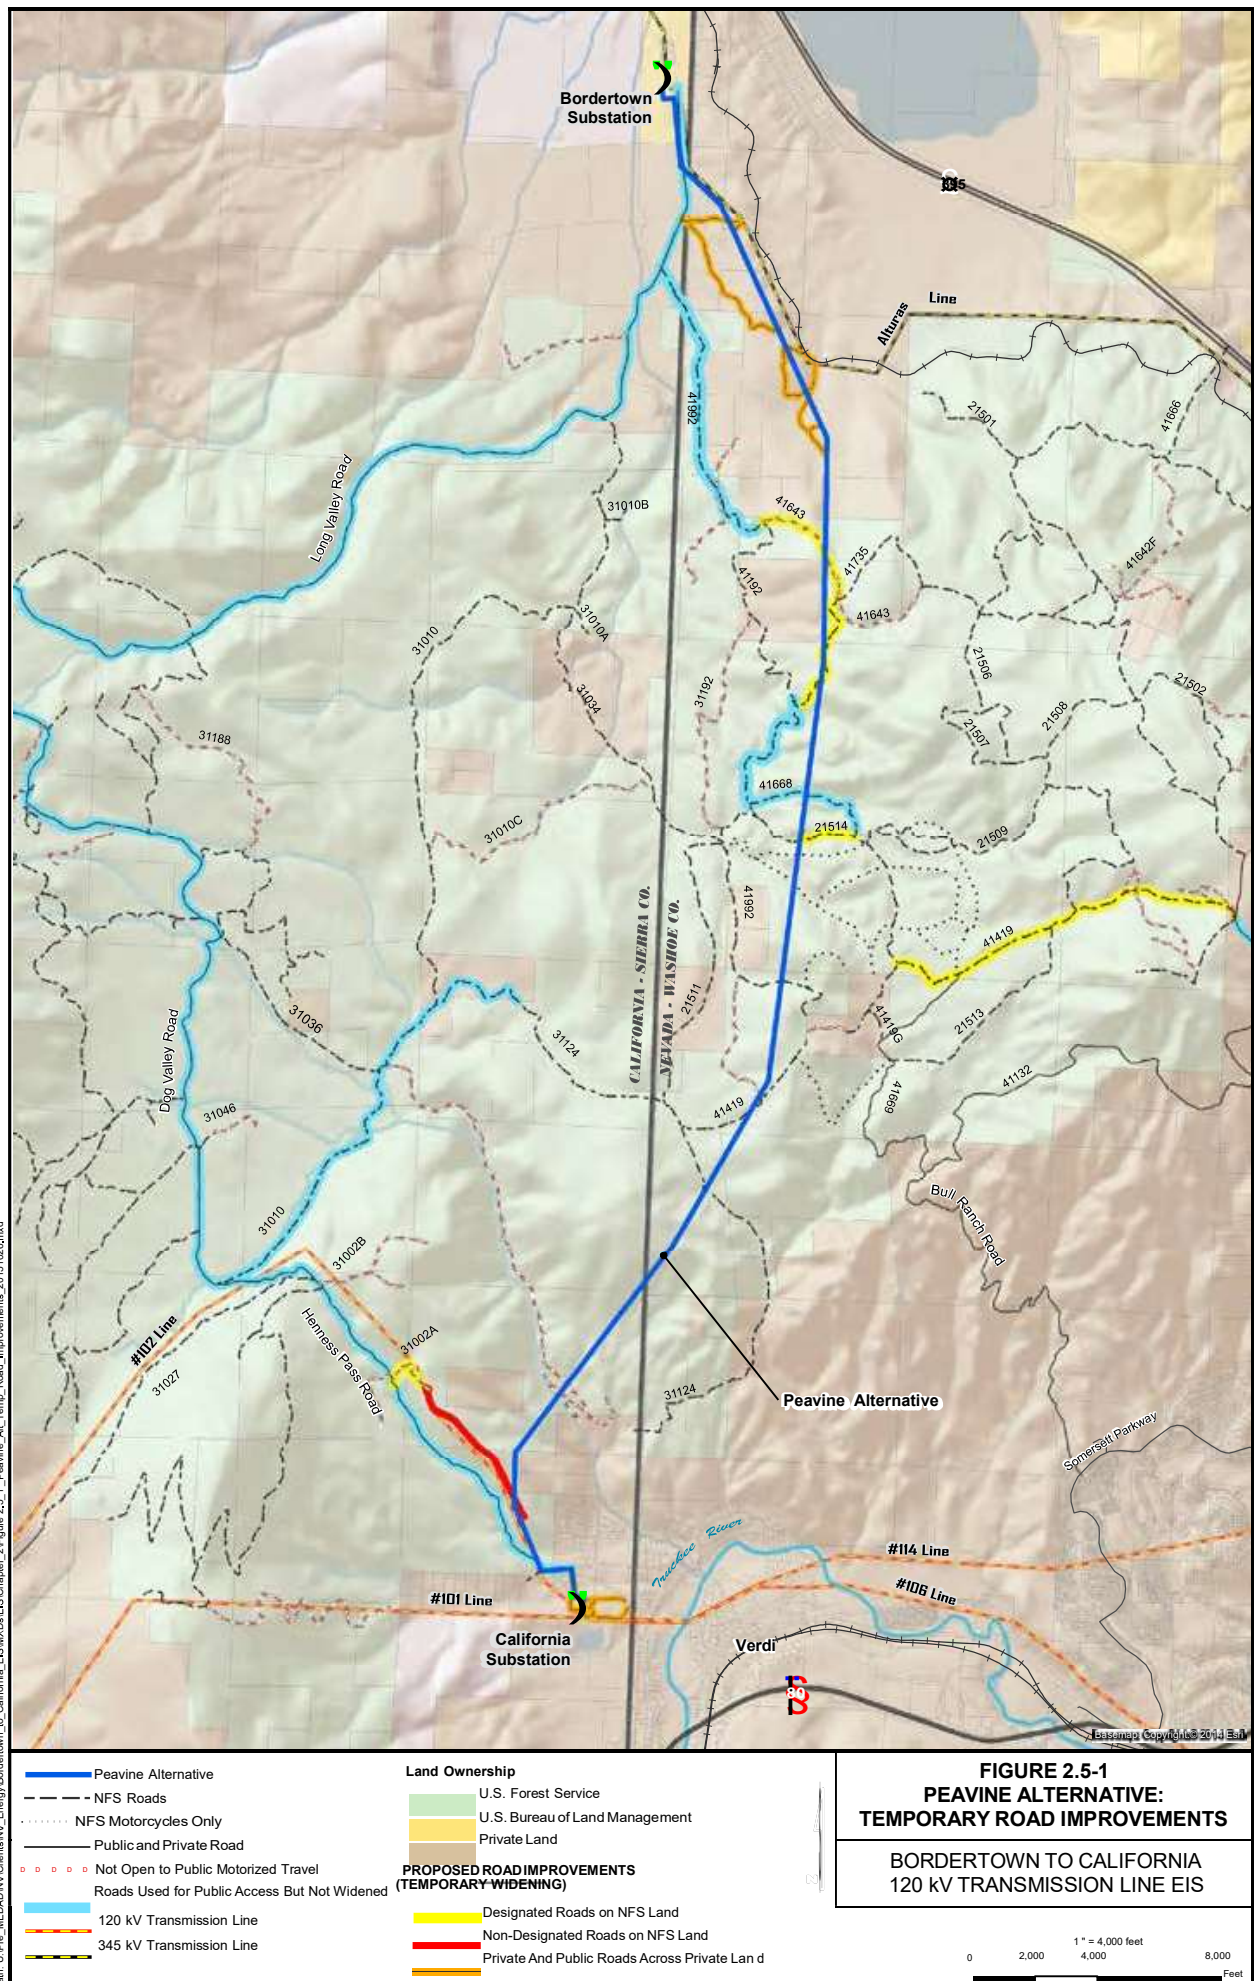 Bordertown
Substation
Alturas
Line
41992
21501
41666
Long Valley Road
31010B
41643
41735
41642F
41192
41643
31010A
31010
31034
31192
21506
21502
21508
21507
31188
41668
21514
31010C
21509
41992
CALIFORNIA - SIERRA CO.
NEVADA - WASHOE CO.
41419
21511
31036
31124
41419G
21513
Dog Valley Road
41132
31046
41419
41669
Bull Ranch Road
31010
31002B
#102 Line
Henness Pass Road
31002A
31027
31124
Peavine Alternative
Somersett Parkway
Truckee River
#114 Line
#106 Line
#101 Line
California
Substation
Verdi
Basemap Copyright:© 2014 Esri
Peavine Alternative
NFS Roads
NFS Motorcycles Only
Public and Private Road
D D D D D Not Open to Public Motorized Travel
Roads Used for Public Access But Not Widened
120 kV Transmission Line
345 kV Transmission Line
Land Ownership
U.S. Forest Service
U.S. Bureau of Land Management
Private Land
PROPOSED ROAD IMPROVEMENTS
(TEMPORARY WIDENING)
Designated Roads on NFS Land
Non-Designated Roads on NFS Land
Private And Public Roads Across Private Lan d
FIGURE 2.5-1
PEAVINE ALTERNATIVE:
TEMPORARY ROAD IMPROVEMENTS
BORDERTOWN TO CALIFORNIA
120 kV TRANSMISSION LINE EIS
1 " = 4,000 feet
0 2,000 4,000 8,000
Feet